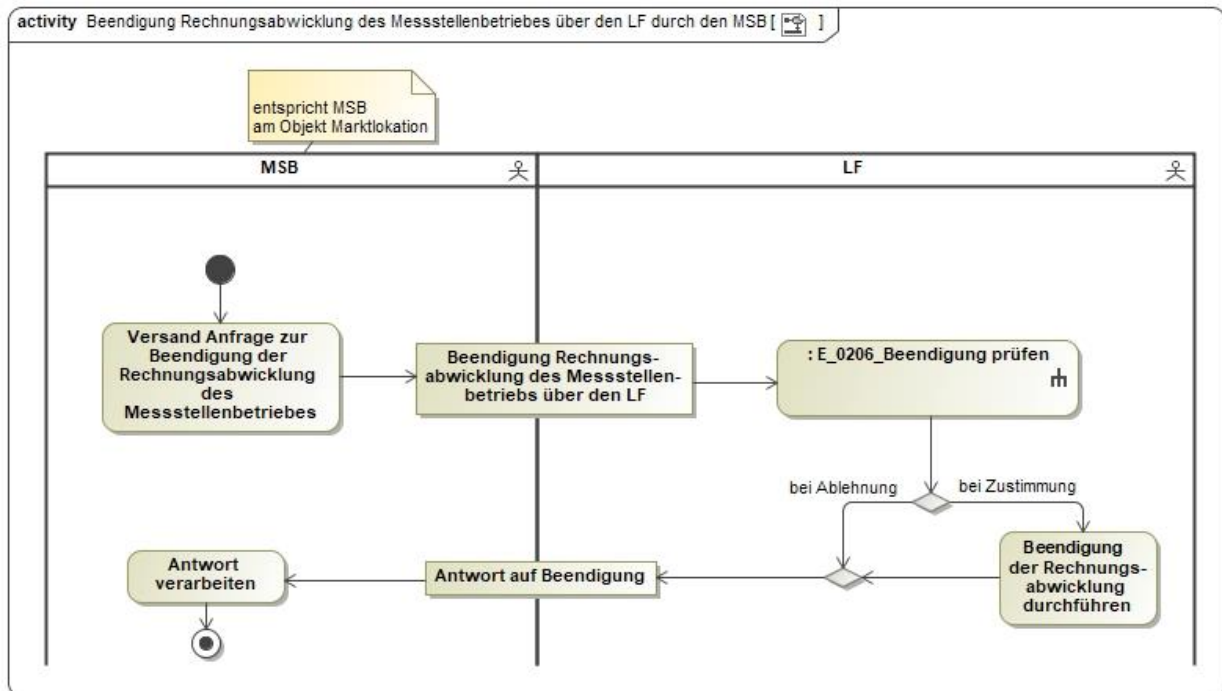 activity Beendigung Rechnungsabwicklung des Messstellenbetriebes über den LF durch den MSB [ ]
entspricht MSB
am Objekt Marktlokation
MSB
LF
Versand Anfrage zur
Beendigung der
Rechnungsabwicklung
des
Messstellenbetriebes
Beendigung Rechnungs-
abwicklung des Messstellen-
betriebs über den LF
: E_0206_Beendigung prüfen
bei Ablehnung
bei Zustimmung
Beendigung
der Rechnungs-
abwicklung
durchführen
Antwort auf Beendigung
Antwort
verarbeiten